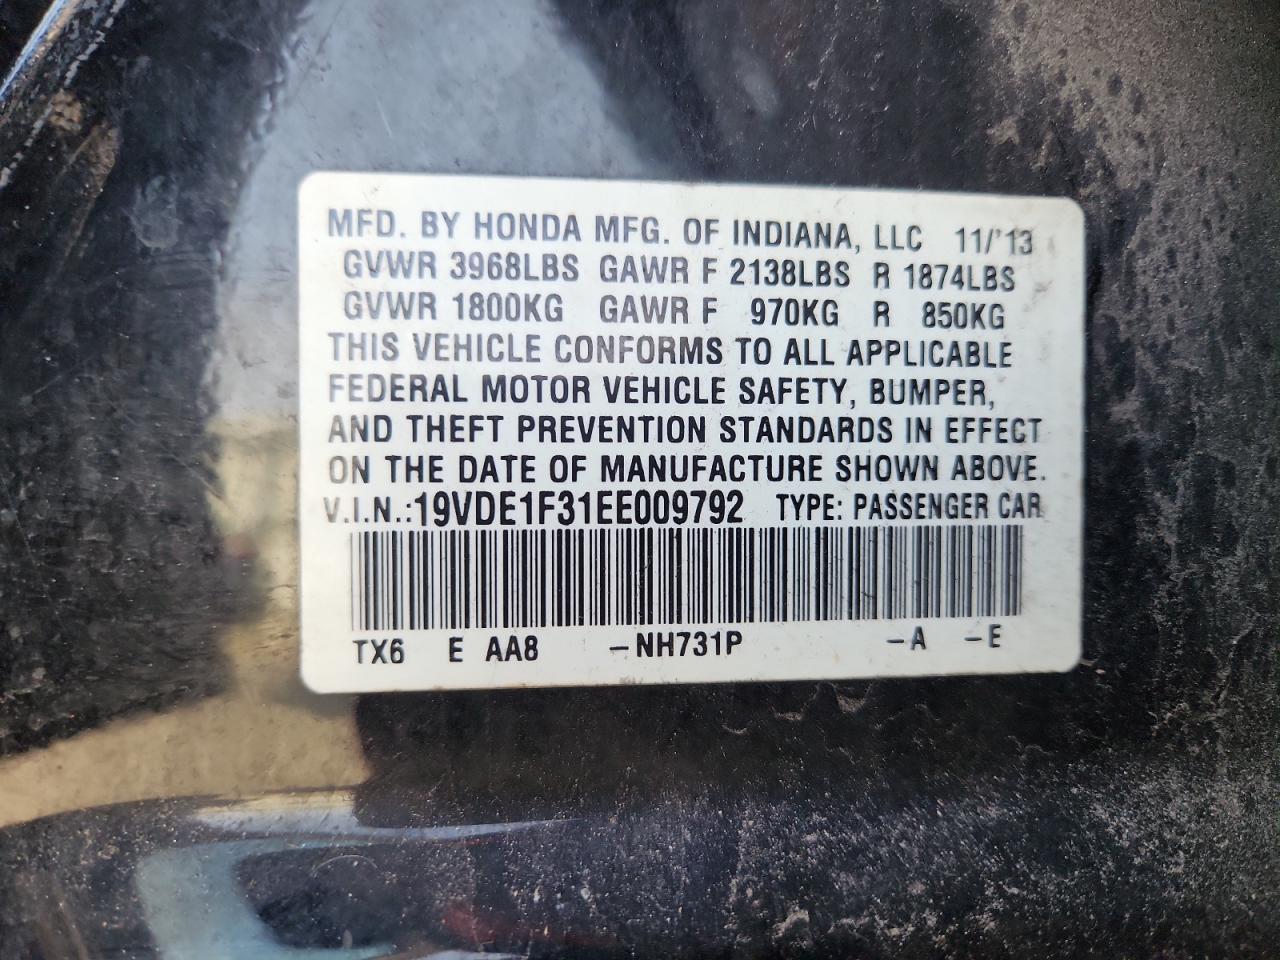 MFD. BY HONDA MFG. OF INDIANA, LLC 11/'13
GVWR 3968LBS GAWR F 2138LBS R 1874LBS
GVWR 1800KG GAWR F 970KG R 850KG
THIS VEHICLE CONFORMS TO ALL APPLICABLE
FEDERAL MOTOR VEHICLE SAFETY, BUMPER,
AND THEFT PREVENTION STANDARDS IN EFFECT
ON THE DATE OF MANUFACTURE SHOWN ABOVE.
V.I.N.:19VDE1F31EE009792 TYPE: PASSENGER CAR
TX6 E AA8 -NH731P -A -E